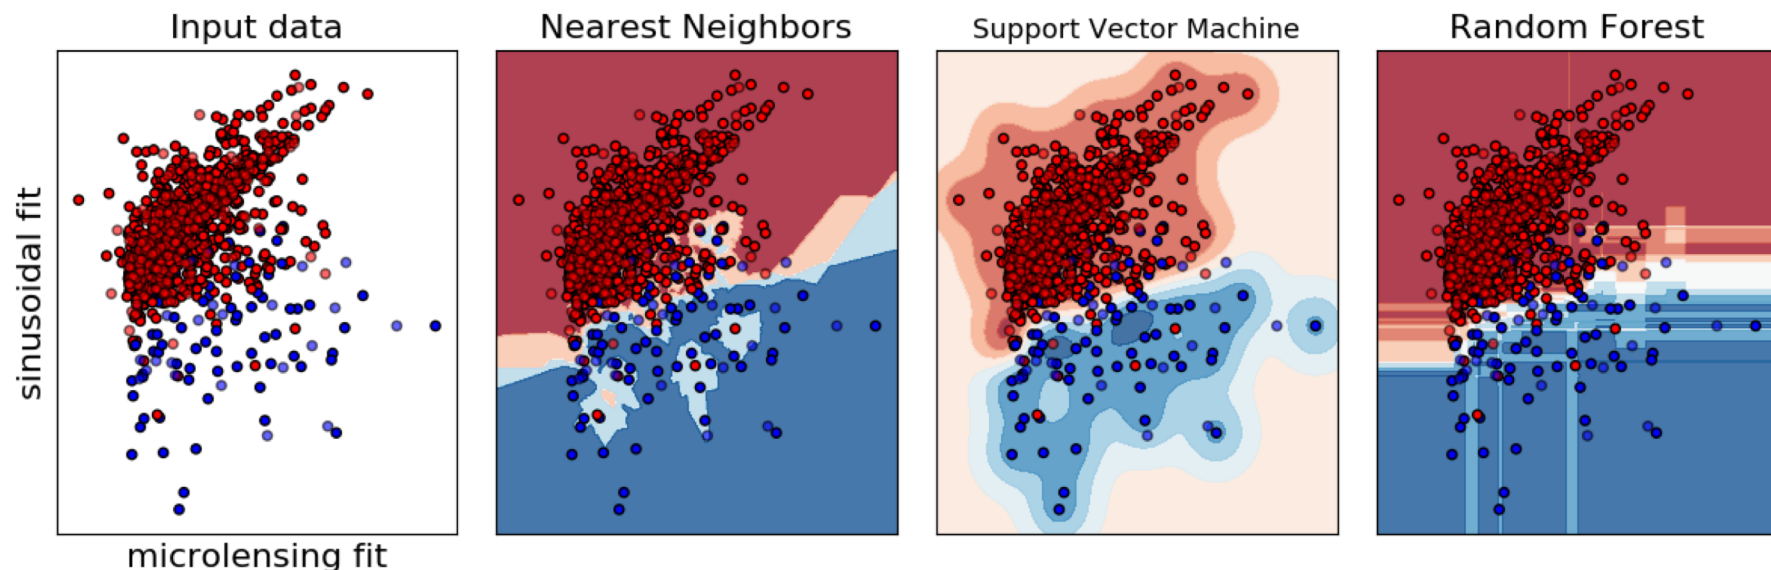 Input data
Nearest Neighbors
Support Vector Machine
Random Forest
sinusoidal fit
microlensing fit